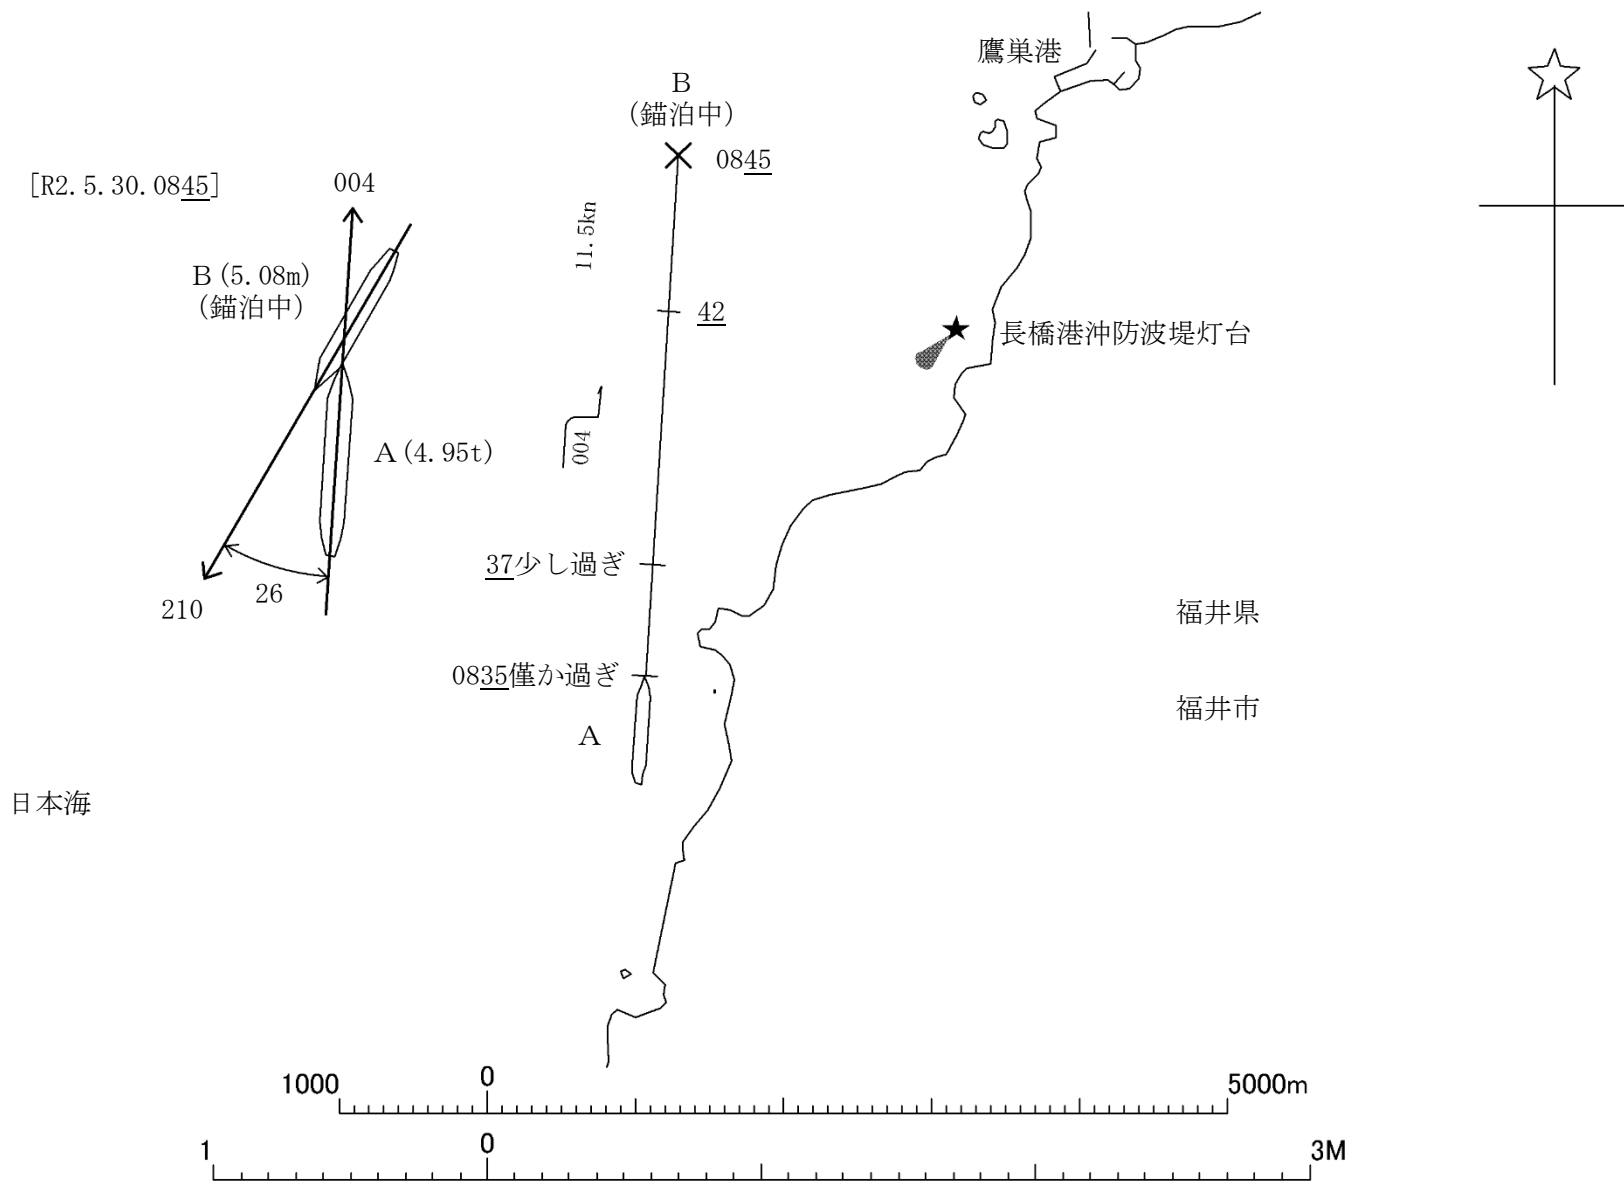 鷹巣港
B
(錨泊中)
0845
[R2.5.30.0845]
004
11.5kn
B(5.08m)
(錨泊中)
42
長橋港沖防波堤灯台
004
A(4.95t)
37少し過ぎ
26
210
福井県
0835僅か過ぎ
福井市
A
日本海
1000 0 5000m
1 0 3M